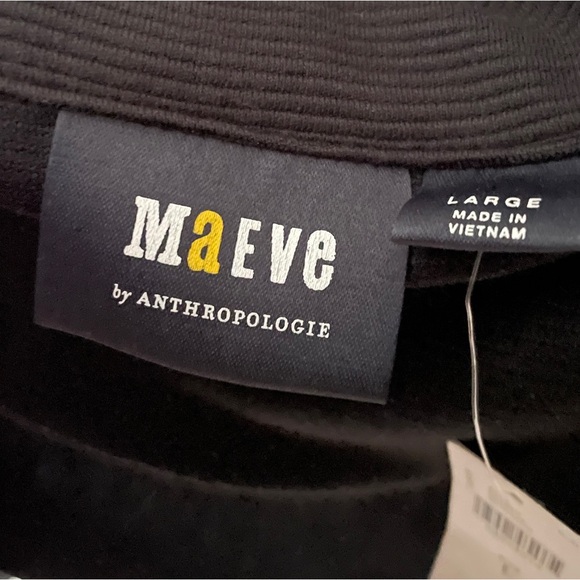 MaEVe
by ANTHROPOLOGIE
LARGE
MADE IN
VIETNAM